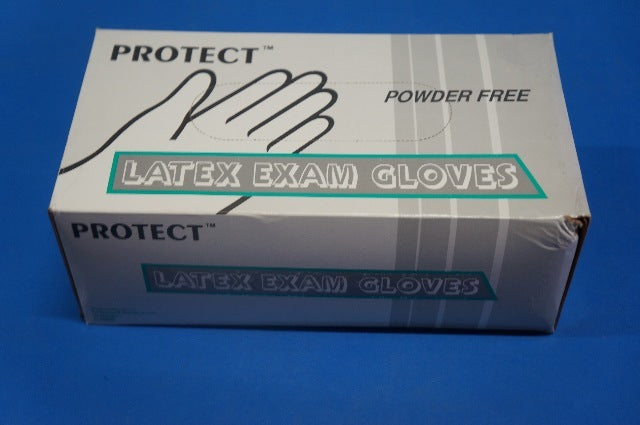 PROTECT™
POWDER FREE
LATEX EXAM GLOVES
PROTECT™
LATEX EXAM GLOVES